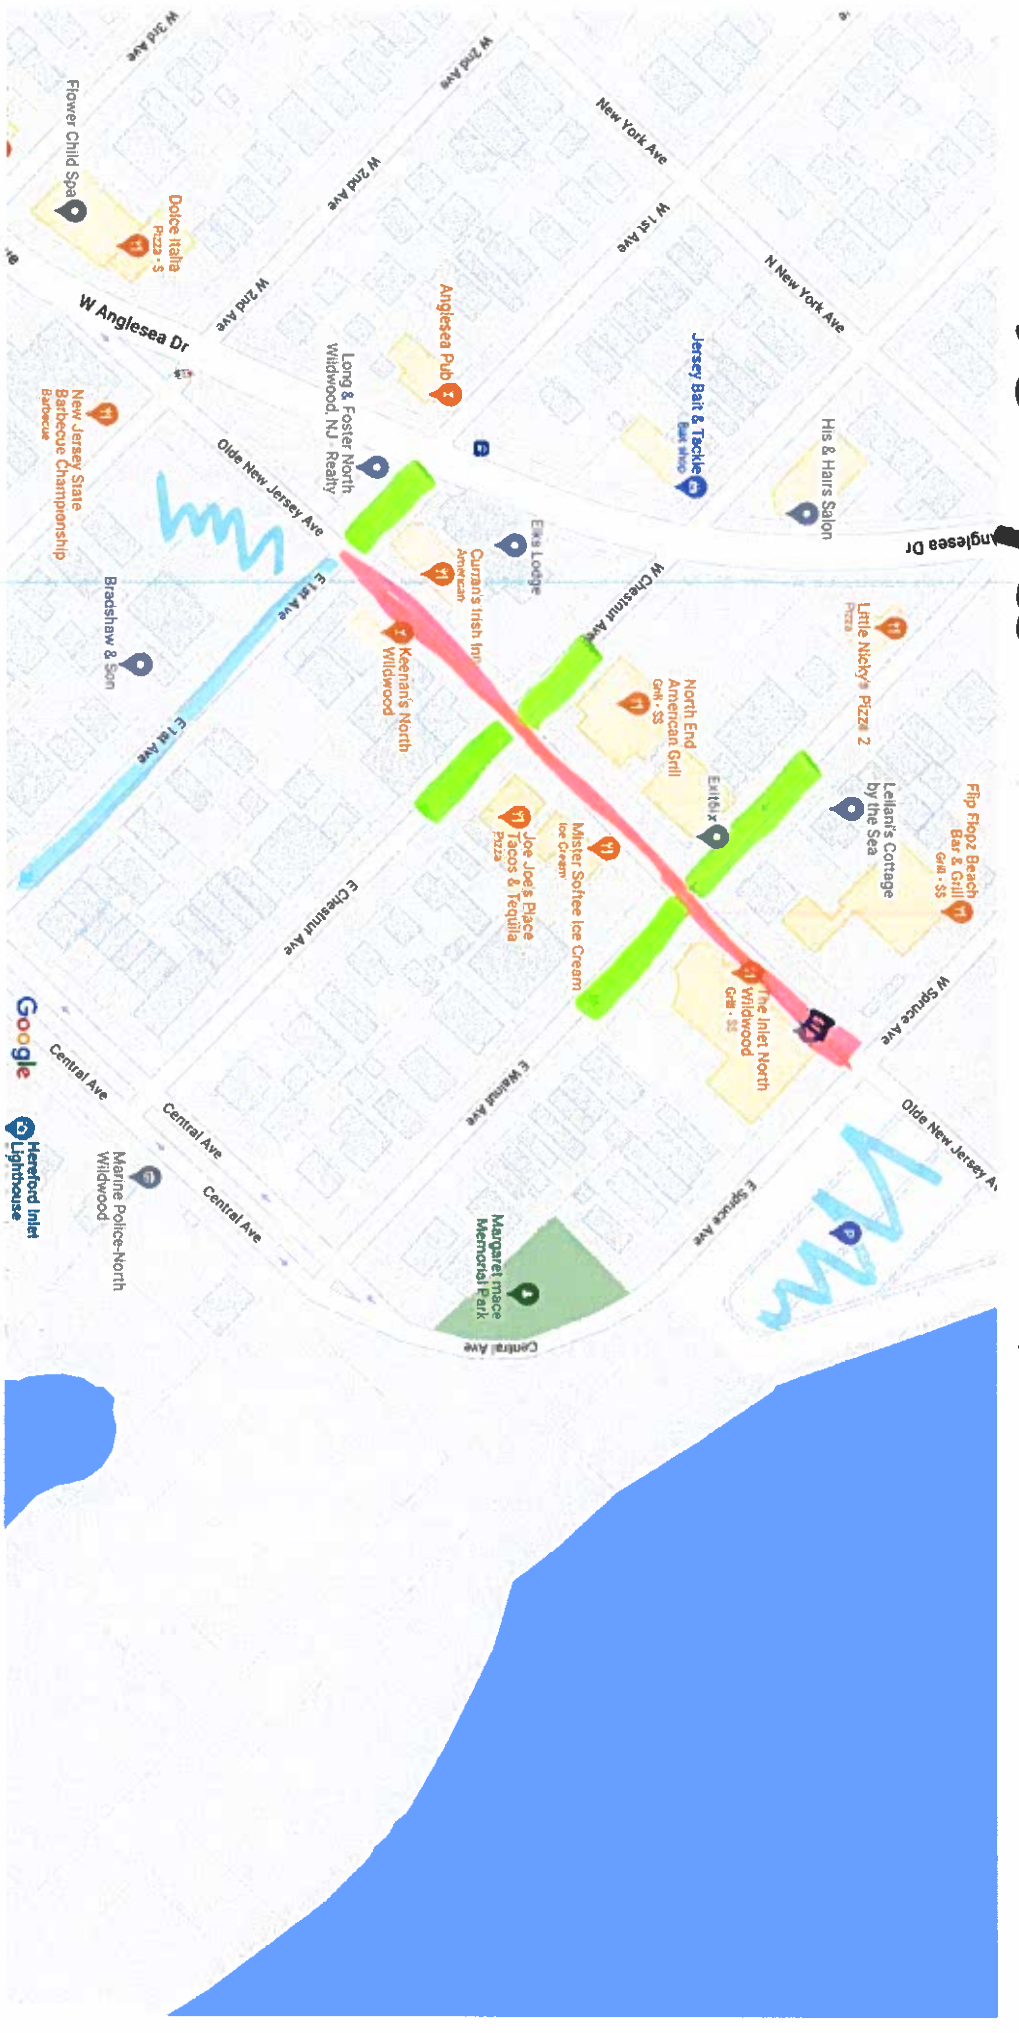 W 3rd Ave
W 2nd Ave
New York Ave
Flower Child Spa
W 2nd Ave
W 1st Ave
Dolce Italia
Pizza • $
N New York Ave
W 2nd Ave
W Anglesea Dr
Anglesea Pub
Long & Foster North
Wildwood, NJ Realty
Jersey Bait & Tackle
Bait shop
His & Hairs Salon
New Jersey State
Barbecue Championship
Barbecue
Olde New Jersey Ave
Elks Lodge
Anglesea Dr
Curran's Irish Inn
American
W Chestnut Ave
E 1st Ave
Bradshaw & Son
Keenan's North
Wildwood
Little Nicky's Pizza 2
Pizza
North End
American Grill
Grill • $$
E 1st Ave
Exit6ix
Leilani's Cottage
by the Sea
Flip Flopz Beach
Bar & Grill
Grill • $$
Joe Joe's Place
Tacos & Tequila
Pizza
Mister Softee Ice Cream
Ice Cream
E Chestnut Ave
The Inlet North
Wildwood
Grill • $$
W Spruce Ave
Google
Central Ave
E Walnut Ave
Olde New Jersey Av
Central Ave
Hereford Inlet
Lighthouse
Marine Police-North
Wildwood
Central Ave
E Spruce Ave
P
Margaret mace
Memorial Park
Central Ave